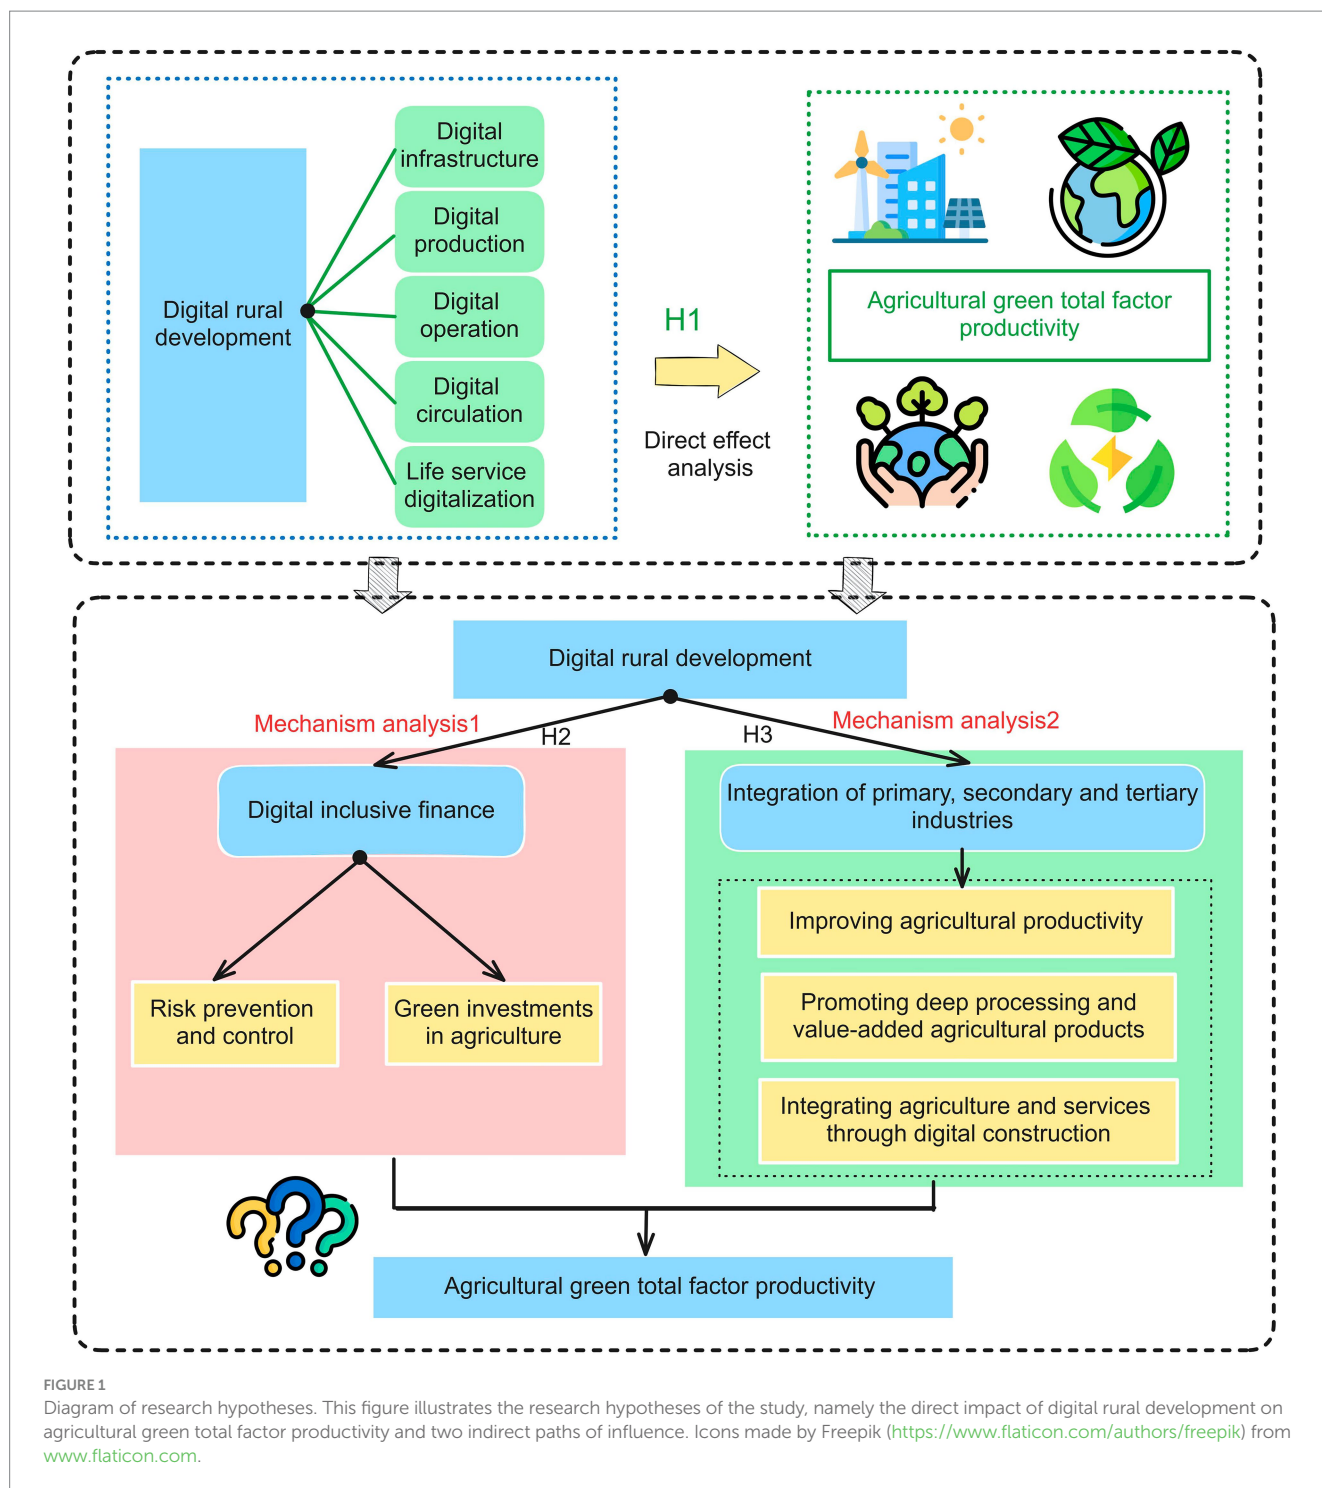 Digital rural
development
Digital
infrastructure
Digital
production
Digital
operation
Digital
circulation
Life service
digitalization
H1
Direct effect
analysis
Agricultural green total factor
productivity
Digital rural development
Mechanism analysis1
H2
H3
Mechanism analysis2
Digital inclusive finance
Risk prevention
and control
Green investments
in agriculture
Integration of primary, secondary and tertiary
industries
Improving agricultural productivity
Promoting deep processing and
value-added agricultural products
Integrating agriculture and services
through digital construction
Agricultural green total factor productivity
FIGURE 1
Diagram of research hypotheses. This figure illustrates the research hypotheses of the study, namely the direct impact of digital rural development on
agricultural green total factor productivity and two indirect paths of influence. Icons made by Freepik (https://www.flaticon.com/authors/freepik) from
www.flaticon.com.